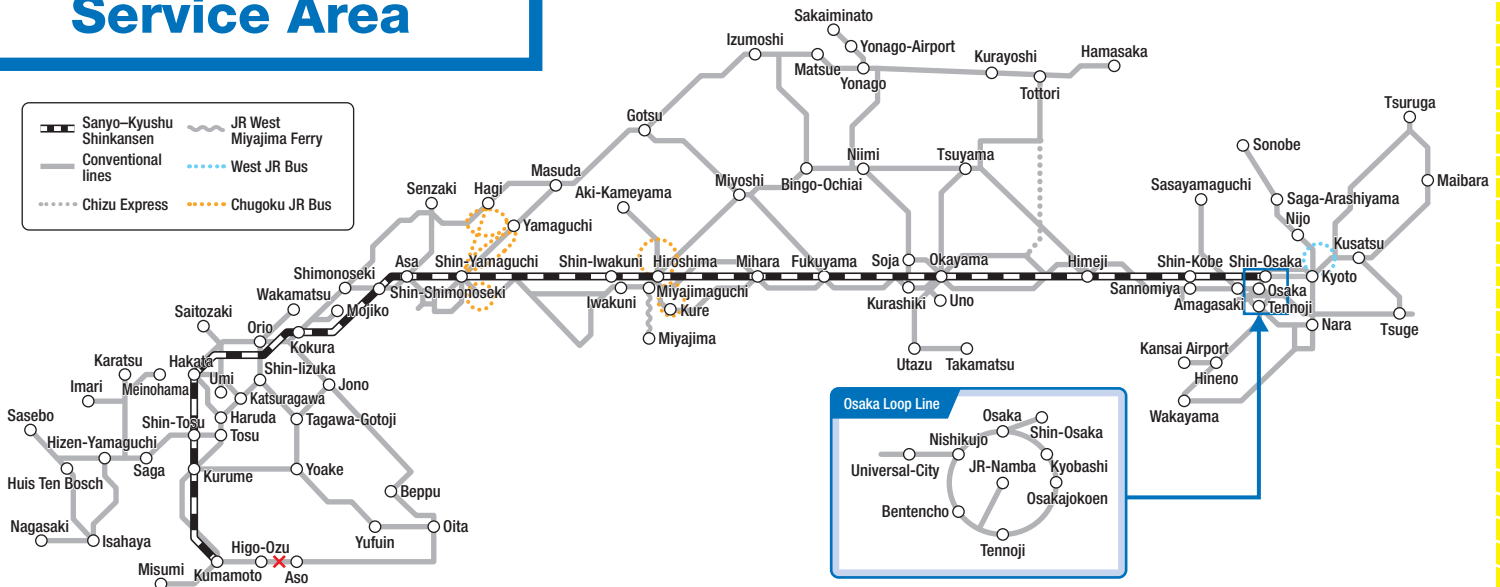 Service Area
Sanyo–Kyushu
Shinkansen
Conventional
lines
Chizu Express
JR West
Miyajima Ferry
West JR Bus
Chugoku JR Bus
Sakaiminato
Yonago-Airport
Izumoshi
Matsue
Yonago
Kurayoshi
Hamasaka
Tottori
Gotsu
Tsuruga
Sonobe
Masuda
Niimi
Tsuyama
Bingo-Ochiai
Miyoshi
Aki-Kameyama
Senzaki
Hagi
Yamaguchi
Sasayamaguchi
Saga-Arashiyama
Maibara
Nijo
Kusatsu
Asa
Shin-Yamaguchi
Shin-Iwakuni
Hiroshima
Mihara
Fukuyama
Soja
Okayama
Himeji
Shin-Kobe
Shin-Osaka
Kyoto
Shimonoseki
Shin-Shimonoseki
Iwakuni
Miyajimaguchi
Kure
Miyajima
Kurashiki
Uno
Sannomiya
Amagasaki
Osaka
Tennoji
Nara
Tsuge
Wakamatsu
Mojiko
Saitozaki
Orio
Kokura
Utazu
Takamatsu
Kansai Airport
Hineno
Wakayama
Karatsu
Meinohama
Hakata
Umi
Shin-Iizuka
Jono
Imari
Katsuragawa
Sasebo
Shin-Tosu
Haruda
Tosu
Tagawa-Gotoji
Hizen-Yamaguchi
Saga
Huis Ten Bosch
Kurume
Yoake
Beppu
Nagasaki
Isahaya
Yufuin
Oita
Higo-Ozu
Misumi
Kumamoto
Aso
Osaka Loop Line
Osaka
Shin-Osaka
Nishikujo
Universal-City
JR-Namba
Kyobashi
Osakajokoen
Bentencho
Tennoji